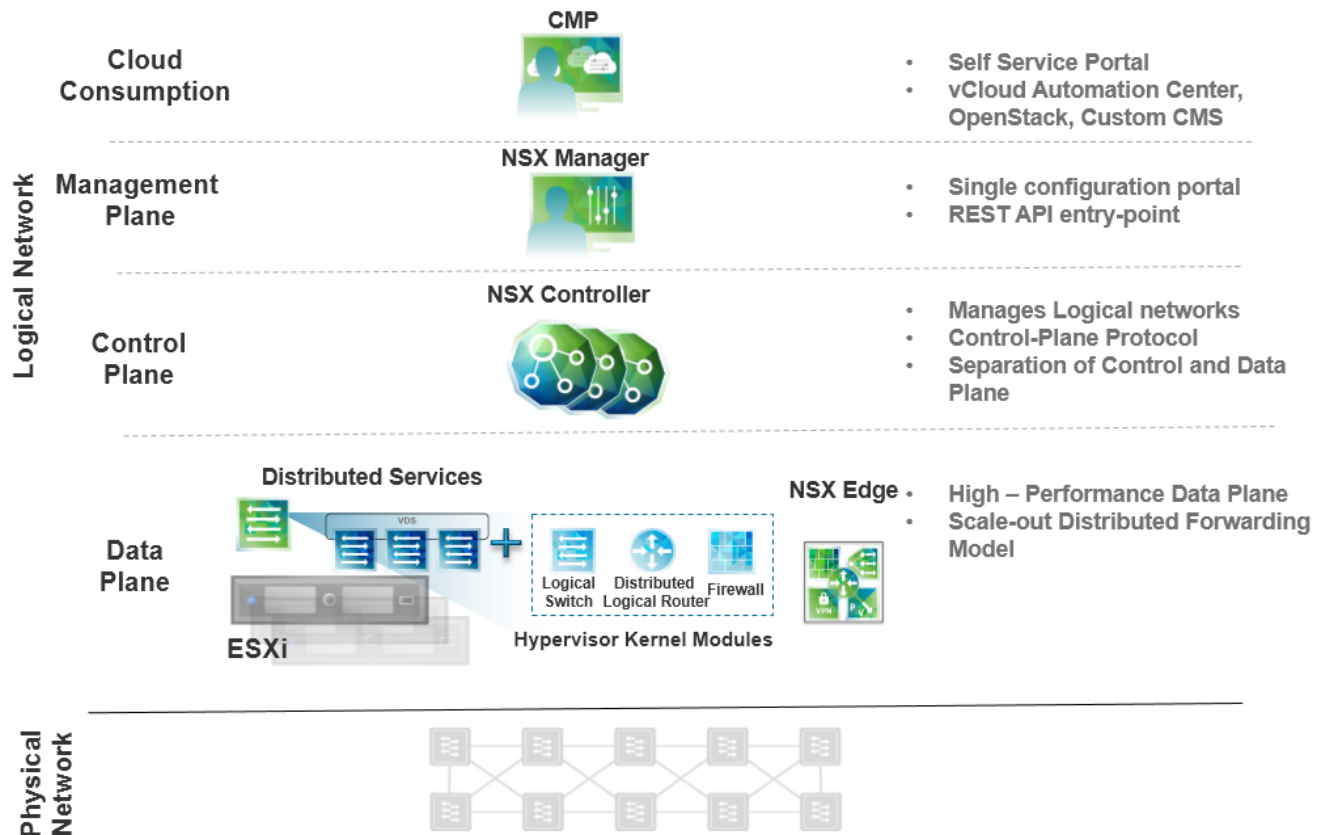 CMP
Cloud
Consumption
• Self Service Portal
• vCloud Automation Center,
OpenStack, Custom CMS
Logical Network
NSX Manager
Management
Plane
• Single configuration portal
• REST API entry-point
NSX Controller
Control
Plane
• Manages Logical networks
• Control-Plane Protocol
• Separation of Control and Data
Plane
Distributed Services
NSX Edge
• High – Performance Data Plane
• Scale-out Distributed Forwarding
Model
VDS
Data
Plane
Logical
Switch
Distributed
Logical Router
Firewall
VPN
P
V
ESXi
Hypervisor Kernel Modules
Physical
Network